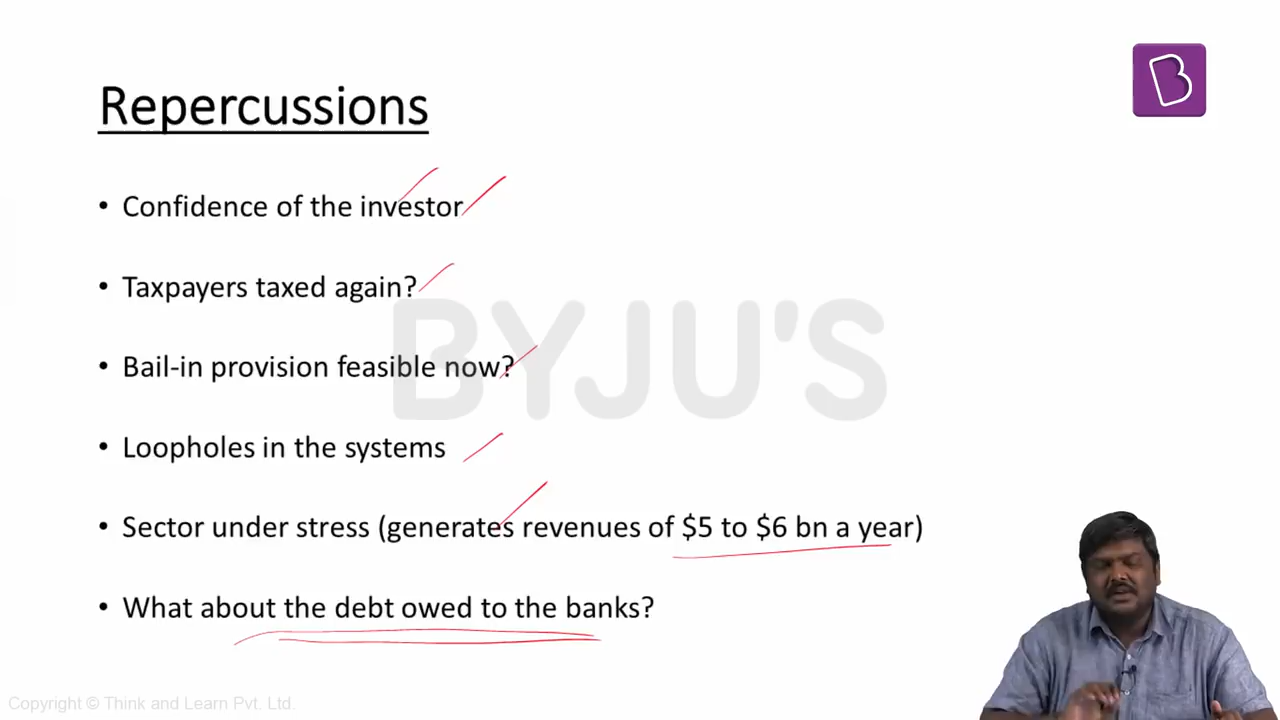 Repercussions
B
• Confidence of the investor
• Taxpayers taxed again?
BYJU'S
• Bail-in provision feasible now?
• Loopholes in the systems
• Sector under stress (generates revenues of $5 to $6 bn a year)
• What about the debt owed to the banks?
Copyright © Think and Learn Pvt. Ltd.